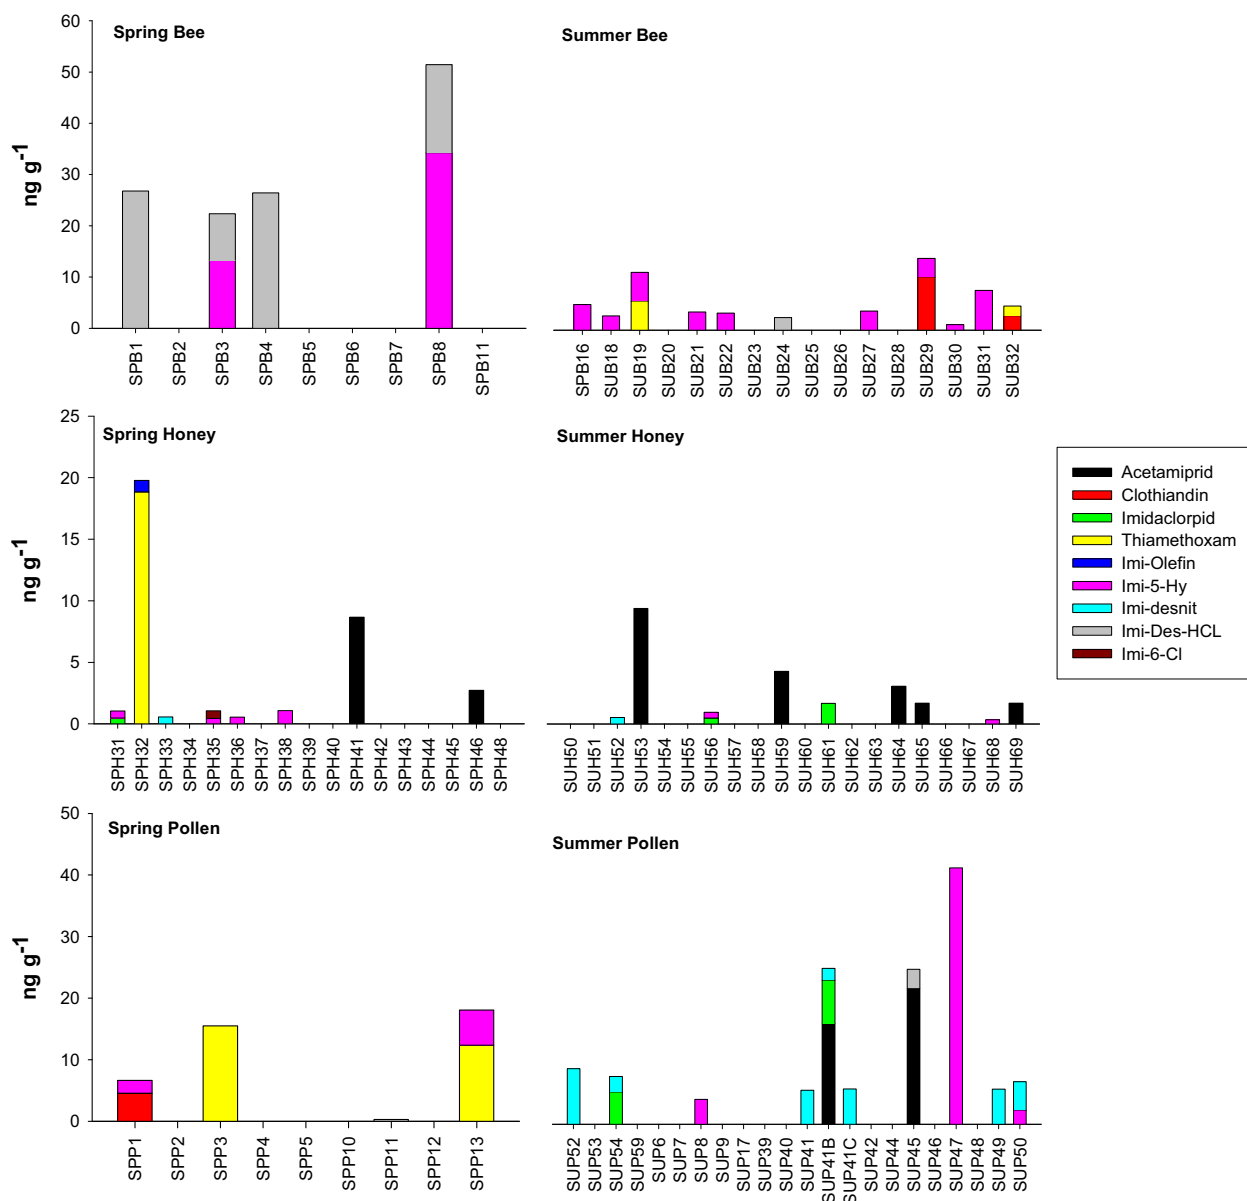 Spring Bee
Summer Bee
ng g-1
60
50
40
30
20
10
0
SPB1 SPB2 SPB3 SPB4 SPB5 SPB6 SPB7 SPB8 SPB11
SPB16 SUB18 SUB19 SUB20 SUB21 SUB22 SUB23 SUB24 SUB25 SUB26 SUB27 SUB28 SUB29 SUB30 SUB31 SUB32
Spring Honey
Summer Honey
ng g-1
25
20
15
10
5
0
SPH31 SPH32 SPH33 SPH34 SPH35 SPH36 SPH37 SPH38 SPH39 SPH40 SPH41 SPH42 SPH43 SPH44 SPH45 SPH46 SPH48
SUH50 SUH51 SUH52 SUH53 SUH54 SUH55 SUH56 SUH57 SUH58 SUH59 SUH60 SUH61 SUH62 SUH63 SUH64 SUH65 SUH66 SUH67 SUH68 SUH69
Acetamiprid
Clothiandin
Imidaclorpid
Thiamethoxam
Imi-Olefin
Imi-5-Hy
Imi-desnit
Imi-Des-HCL
Imi-6-Cl
Spring Pollen
Summer Pollen
ng g-1
50
40
30
20
10
0
SPP1 SPP2 SPP3 SPP4 SPP5 SPP10 SPP11 SPP12 SPP13
SUP52 SUP53 SUP54 SUP59 SUP6 SUP7 SUP8 SUP9 SUP17 SUP39 SUP40 SUP41 SUP41B SUP41C SUP42 SUP44 SUP45 SUP46 SUP47 SUP48 SUP49 SUP50